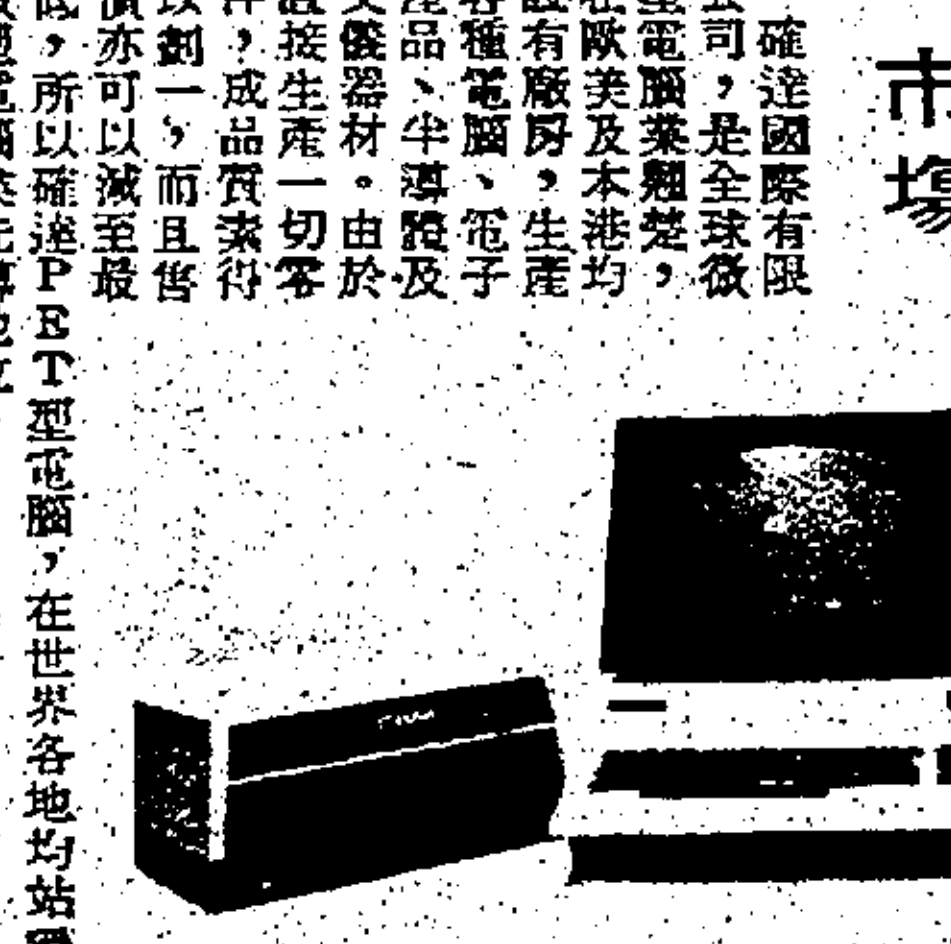 市場
確達國際有限
公司，是全球微
型電腦業翹楚，
在歐美及本港均
設有廠房，生產
各種電腦、電子
產品、半導體及
儀器材。由於
直接生產一切零
件，成品質素得
以劃一，而且售
價亦可以減至最
低，所以確達PET型電腦，在世界各地均站